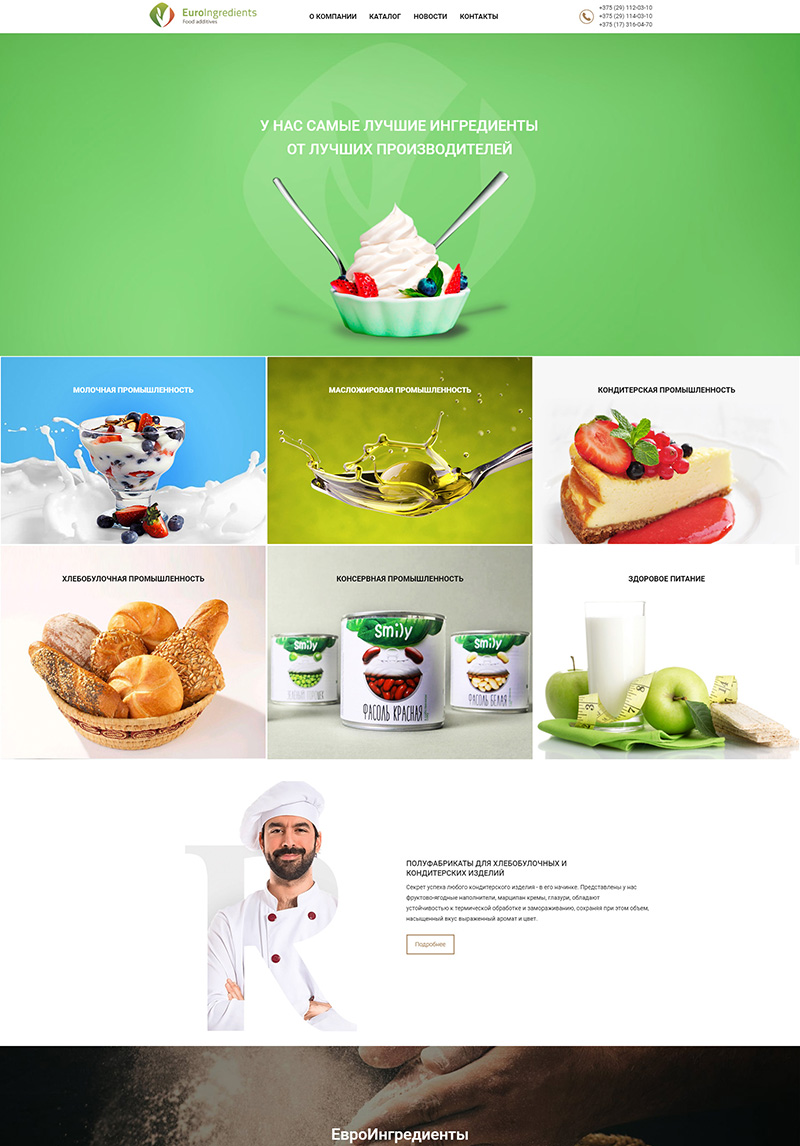 EuroIngredients
Food additives
О КОМПАНИИ КАТАЛОГ НОВОСТИ КОНТАКТЫ
+375 (29) 112-03-10
+375 (29) 114-03-10
+375 (17) 316-04-70
У НАС САМЫЕ ЛУЧШИЕ ИНГРЕДИЕНТЫ
ОТ ЛУЧШИХ ПРОИЗВОДИТЕЛЕЙ
МОЛОЧНАЯ ПРОМЫШЛЕННОСТЬ
МАСЛОЖИРОВАЯ ПРОМЫШЛЕННОСТЬ
КОНДИТЕРСКАЯ ПРОМЫШЛЕННОСТЬ
ХЛЕБОБУЛОЧНАЯ ПРОМЫШЛЕННОСТЬ
КОНСЕРВНАЯ ПРОМЫШЛЕННОСТЬ
ЗДОРОВОЕ ПИТАНИЕ
smily
smily
smily
ЗЕЛЕНЫЙ ГОРОШЕК
ФАСОЛЬ КРАСНАЯ
ФАСОЛЬ БЕЛАЯ
R
ПОЛУФАБРИКАТЫ ДЛЯ ХЛЕБОБУЛОЧНЫХ И
КОНДИТЕРСКИХ ИЗДЕЛИЙ
Секрет успеха любого кондитерского изделия - в его начинке. Представлены у нас
фруктово-ягодные наполнители, марципан кремы, глазури, обладают
устойчивостью к термической обработке и замораживанию, сохраняя при этом объем,
насыщенный вкус выраженный аромат и цвет.
Подробнее
ЕвроИнгредиенты